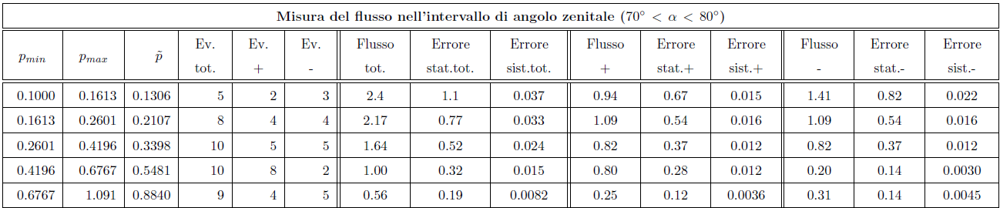 Misura del flusso nell'intervallo di angolo zenitale (70° < α < 80°)
p_min p_max p̃ Ev. tot. Ev. + Ev. - Flusso tot. Errore stat.tot. Errore sist.tot. Flusso + Errore stat.+ Errore sist.+ Flusso - Errore stat.- Errore sist.-
0.1000 0.1613 0.1306 5 2 3 2.4 1.1 0.037 0.94 0.67 0.015 1.41 0.82 0.022
0.1613 0.2601 0.2107 8 4 4 2.17 0.77 0.033 1.09 0.54 0.016 1.09 0.54 0.016
0.2601 0.4196 0.3398 10 5 5 1.64 0.52 0.024 0.82 0.37 0.012 0.82 0.37 0.012
0.4196 0.6767 0.5481 10 8 2 1.00 0.32 0.015 0.80 0.28 0.012 0.20 0.14 0.0030
0.6767 1.091 0.8840 9 4 5 0.56 0.19 0.0082 0.25 0.12 0.0036 0.31 0.14 0.0045